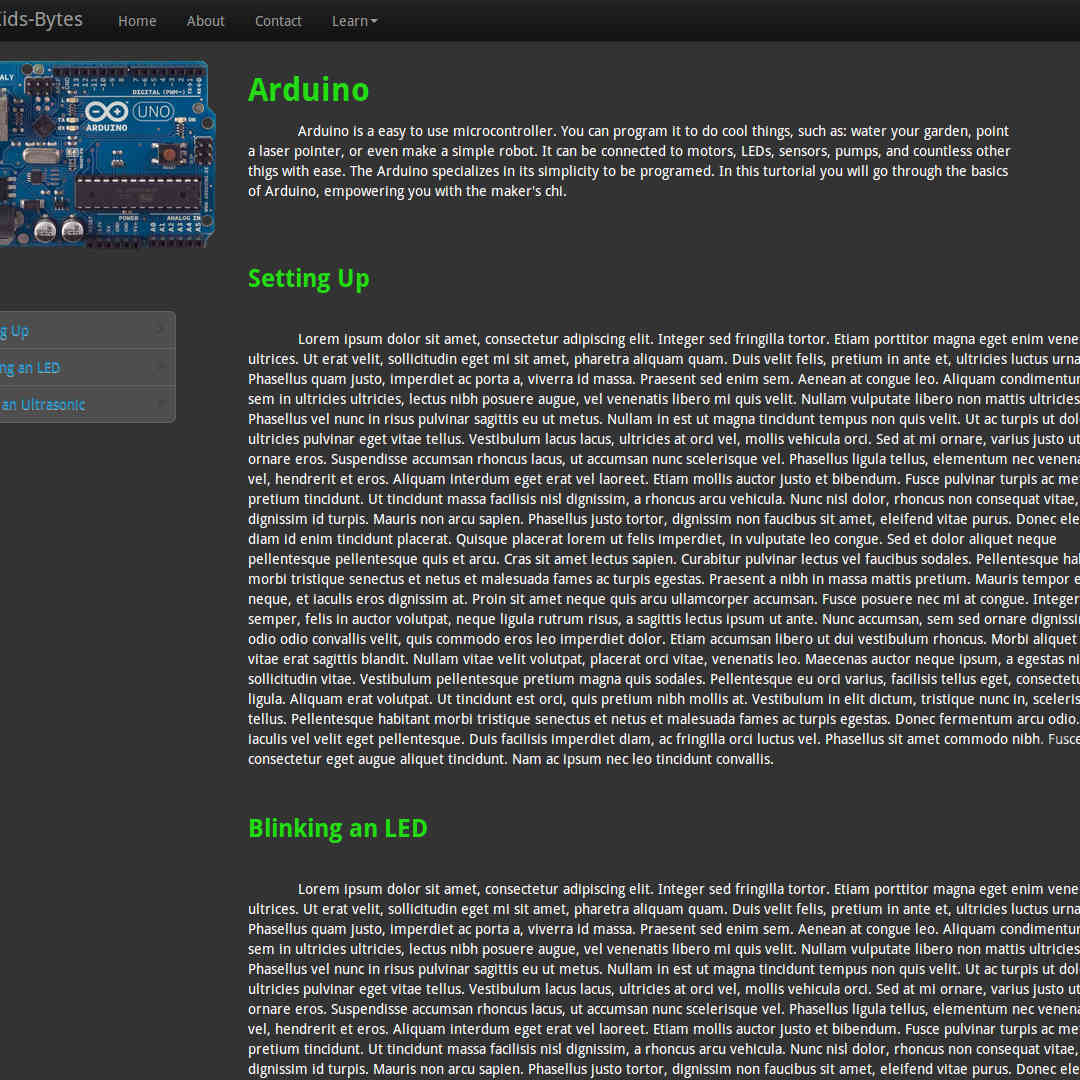 ids-Bytes Home About Contact Learn
ALY
DIGITAL (PWM~)
UNO
ON
TX
RX
ARDUINO
RESET
POWER ANALOG IN
A0 A1 A2 A3 A4 A5
g Up
ng an LED
an Ultrasonic
Arduino
Arduino is a easy to use microcontroller. You can program it to do cool things, such as: water your garden, point
a laser pointer, or even make a simple robot. It can be connected to motors, LEDs, sensors, pumps, and countless other
thigs with ease. The Arduino specializes in its simplicity to be programed. In this turtorial you will go through the basics
of Arduino, empowering you with the maker's chi.
Setting Up
Lorem ipsum dolor sit amet, consectetur adipiscing elit. Integer sed fringilla tortor. Etiam porttitor magna eget enim vene
ultrices. Ut erat velit, sollicitudin eget mi sit amet, pharetra aliquam quam. Duis velit felis, pretium in ante et, ultricies luctus urna
Phasellus quam justo, imperdiet ac porta a, viverra id massa. Praesent sed enim sem. Aenean at congue leo. Aliquam condimentu
sem in ultricies ultricies, lectus nibh posuere augue, vel venenatis libero mi quis velit. Nullam vulputate libero non mattis ultricies
Phasellus vel nunc in risus pulvinar sagittis eu ut metus. Nullam in est ut magna tincidunt tempus non quis velit. Ut ac turpis ut dol
ultricies pulvinar eget vitae tellus. Vestibulum lacus lacus, ultricies at orci vel, mollis vehicula orci. Sed at mi ornare, varius justo ut
ornare eros. Suspendisse accumsan rhoncus lacus, ut accumsan nunc scelerisque vel. Phasellus ligula tellus, elementum nec venena
vel, hendrerit et eros. Aliquam interdum eget erat vel laoreet. Etiam mollis auctor justo et bibendum. Fusce pulvinar turpis ac me
pretium tincidunt. Ut tincidunt massa facilisis nisl dignissim, a rhoncus arcu vehicula. Nunc nisl dolor, rhoncus non consequat vitae,
dignissim id turpis. Mauris non arcu sapien. Phasellus justo tortor, dignissim non faucibus sit amet, eleifend vitae purus. Donec ele
diam id enim tincidunt placerat. Quisque placerat lorem ut felis imperdiet, in vulputate leo congue. Sed et dolor aliquet neque
pellentesque pellentesque quis et arcu. Cras sit amet lectus sapien. Curabitur pulvinar lectus vel faucibus sodales. Pellentesque hab
morbi tristique senectus et netus et malesuada fames ac turpis egestas. Praesent a nibh in massa mattis pretium. Mauris tempor e
neque, et iaculis eros dignissim at. Proin sit amet neque quis arcu ullamcorper accumsan. Fusce posuere nec mi at congue. Integer
semper, felis in auctor volutpat, neque ligula rutrum risus, a sagittis lectus ipsum ut ante. Nunc accumsan, sem sed ornare dignissi
odio odio convallis velit, quis commodo eros leo imperdiet dolor. Etiam accumsan libero ut dui vestibulum rhoncus. Morbi aliquet
vitae erat sagittis blandit. Nullam vitae velit volutpat, placerat orci vitae, venenatis leo. Maecenas auctor neque ipsum, a egestas ni
sollicitudin vitae. Vestibulum pellentesque pretium magna quis sodales. Pellentesque eu orci varius, facilisis tellus eget, consectetu
ligula. Aliquam erat volutpat. Ut tincidunt est orci, quis pretium nibh mollis at. Vestibulum in elit dictum, tristique nunc in, sceleris
tellus. Pellentesque habitant morbi tristique senectus et netus et malesuada fames ac turpis egestas. Donec fermentum arcu odio.
iaculis vel velit eget pellentesque. Duis facilisis imperdiet diam, ac fringilla orci luctus vel. Phasellus sit amet commodo nibh. Fusce
consectetur eget augue aliquet tincidunt. Nam ac ipsum nec leo tincidunt convallis.
Blinking an LED
Lorem ipsum dolor sit amet, consectetur adipiscing elit. Integer sed fringilla tortor. Etiam porttitor magna eget enim vene
ultrices. Ut erat velit, sollicitudin eget mi sit amet, pharetra aliquam quam. Duis velit felis, pretium in ante et, ultricies luctus urna
Phasellus quam justo, imperdiet ac porta a, viverra id massa. Praesent sed enim sem. Aenean at congue leo. Aliquam condimentu
sem in ultricies ultricies, lectus nibh posuere augue, vel venenatis libero mi quis velit. Nullam vulputate libero non mattis ultricies
Phasellus vel nunc in risus pulvinar sagittis eu ut metus. Nullam in est ut magna tincidunt tempus non quis velit. Ut ac turpis ut dol
ultricies pulvinar eget vitae tellus. Vestibulum lacus lacus, ultricies at orci vel, mollis vehicula orci. Sed at mi ornare, varius justo ut
ornare eros. Suspendisse accumsan rhoncus lacus, ut accumsan nunc scelerisque vel. Phasellus ligula tellus, elementum nec venena
vel, hendrerit et eros. Aliquam interdum eget erat vel laoreet. Etiam mollis auctor justo et bibendum. Fusce pulvinar turpis ac me
pretium tincidunt. Ut tincidunt massa facilisis nisl dignissim, a rhoncus arcu vehicula. Nunc nisl dolor, rhoncus non consequat vitae,
dignissim id turpis. Mauris non arcu sapien. Phasellus justo tortor, dignissim non faucibus sit amet, eleifend vitae purus. Donec ele